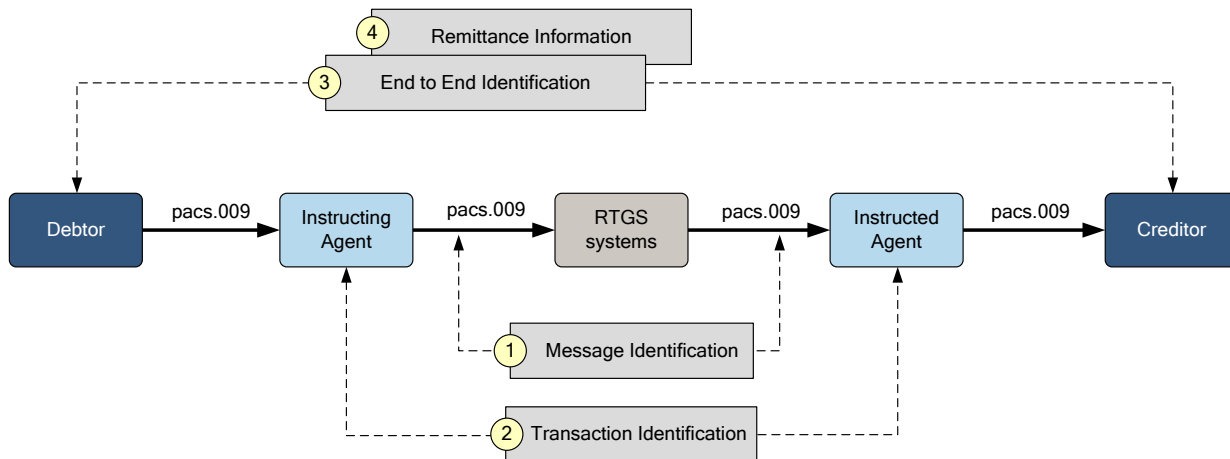 4
Remittance Information
3
End to End Identification
Debtor
pacs.009
Instructing
Agent
pacs.009
RTGS
systems
pacs.009
Instructed
Agent
pacs.009
Creditor
1
Message Identification
2
Transaction Identification